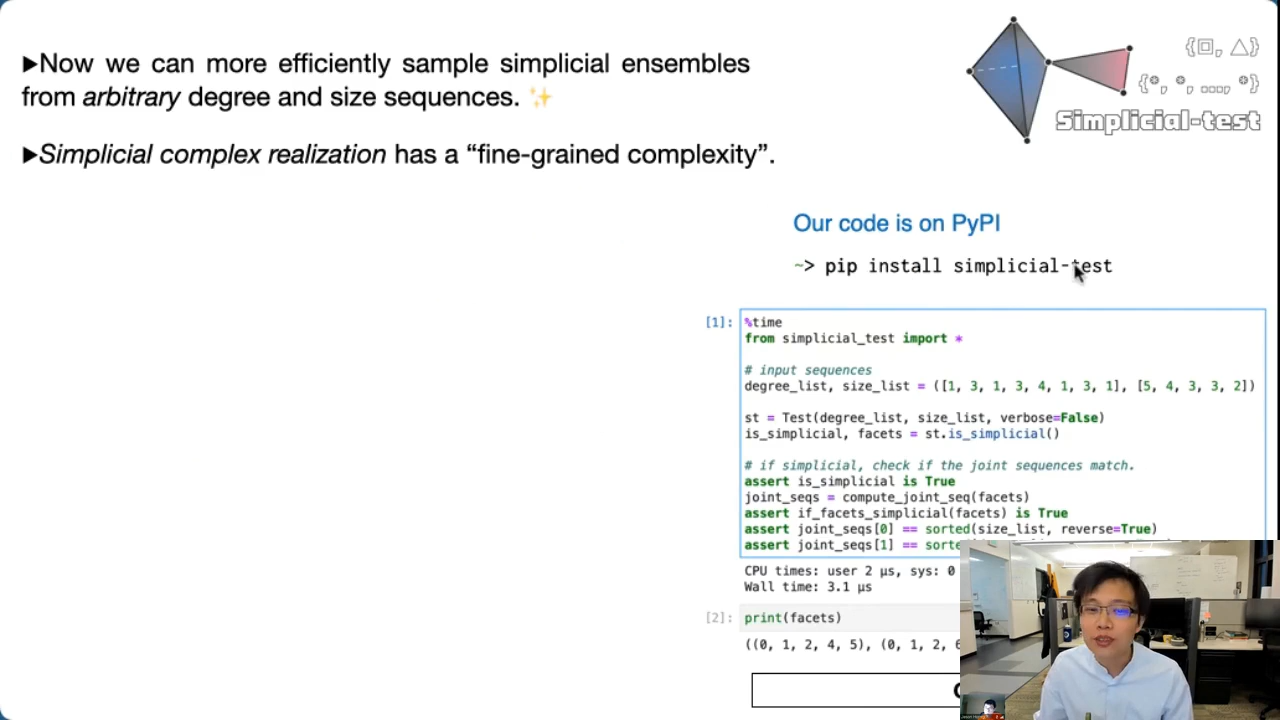 ▶Now we can more efficiently sample simplicial ensembles
from arbitrary degree and size sequences. ✨
▶Simplicial complex realization has a “fine-grained complexity”.
{□, △}
{*, *, ..., *}
Simplicial-test
Our code is on PyPI
~> pip install simplicial-test
[1]: %time
from simplicial_test import *
# input sequences
degree_list, size_list = ([1, 3, 1, 3, 4, 1, 3, 1], [5, 4, 3, 3, 2])
st = Test(degree_list, size_list, verbose=False)
is_simplicial, facets = st.is_simplicial()
# if simplicial, check if the joint sequences match.
assert is_simplicial is True
joint_seqs = compute_joint_seq(facets)
assert if_facets_simplicial(facets) is True
assert joint_seqs[0] == sorted(size_list, reverse=True)
assert joint_seqs[1] == sorte
CPU times: user 2 µs, sys: 0
Wall time: 3.1 µs
[2]: print(facets)
((0, 1, 2, 4, 5), (0, 1, 2, 6